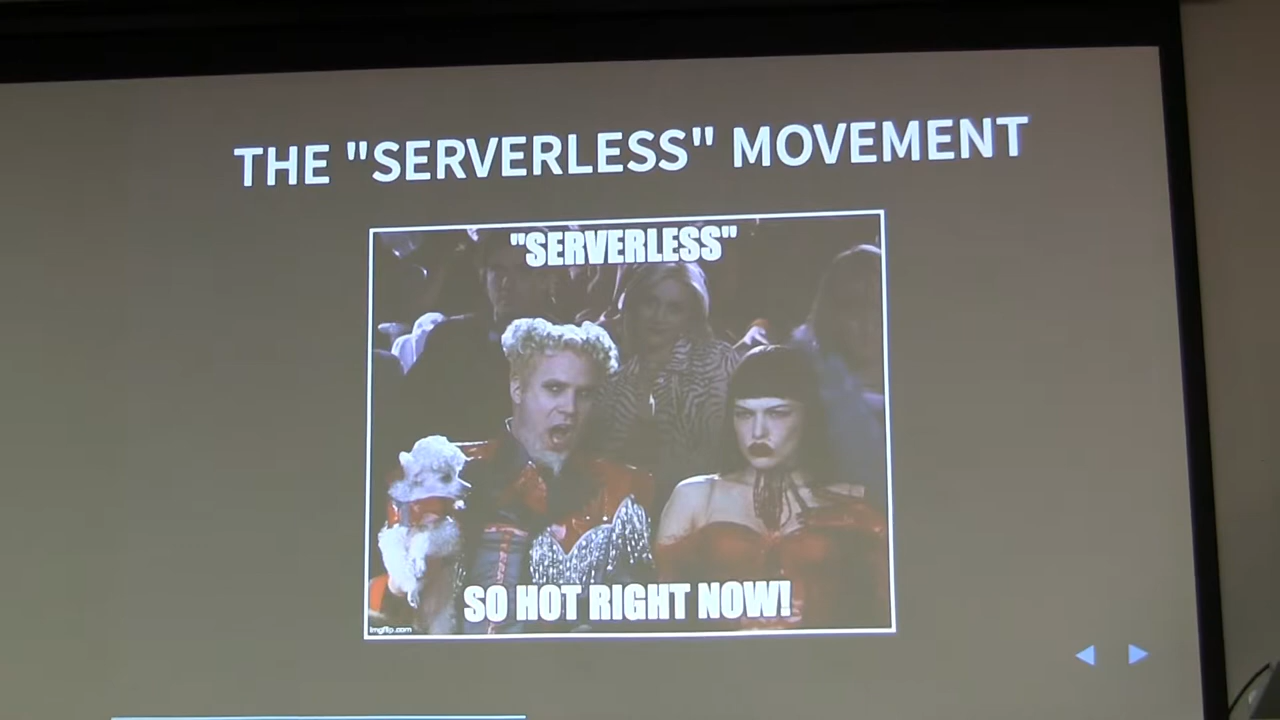 THE "SERVERLESS" MOVEMENT
"SERVERLESS"
SO HOT RIGHT NOW!
imgflip.com